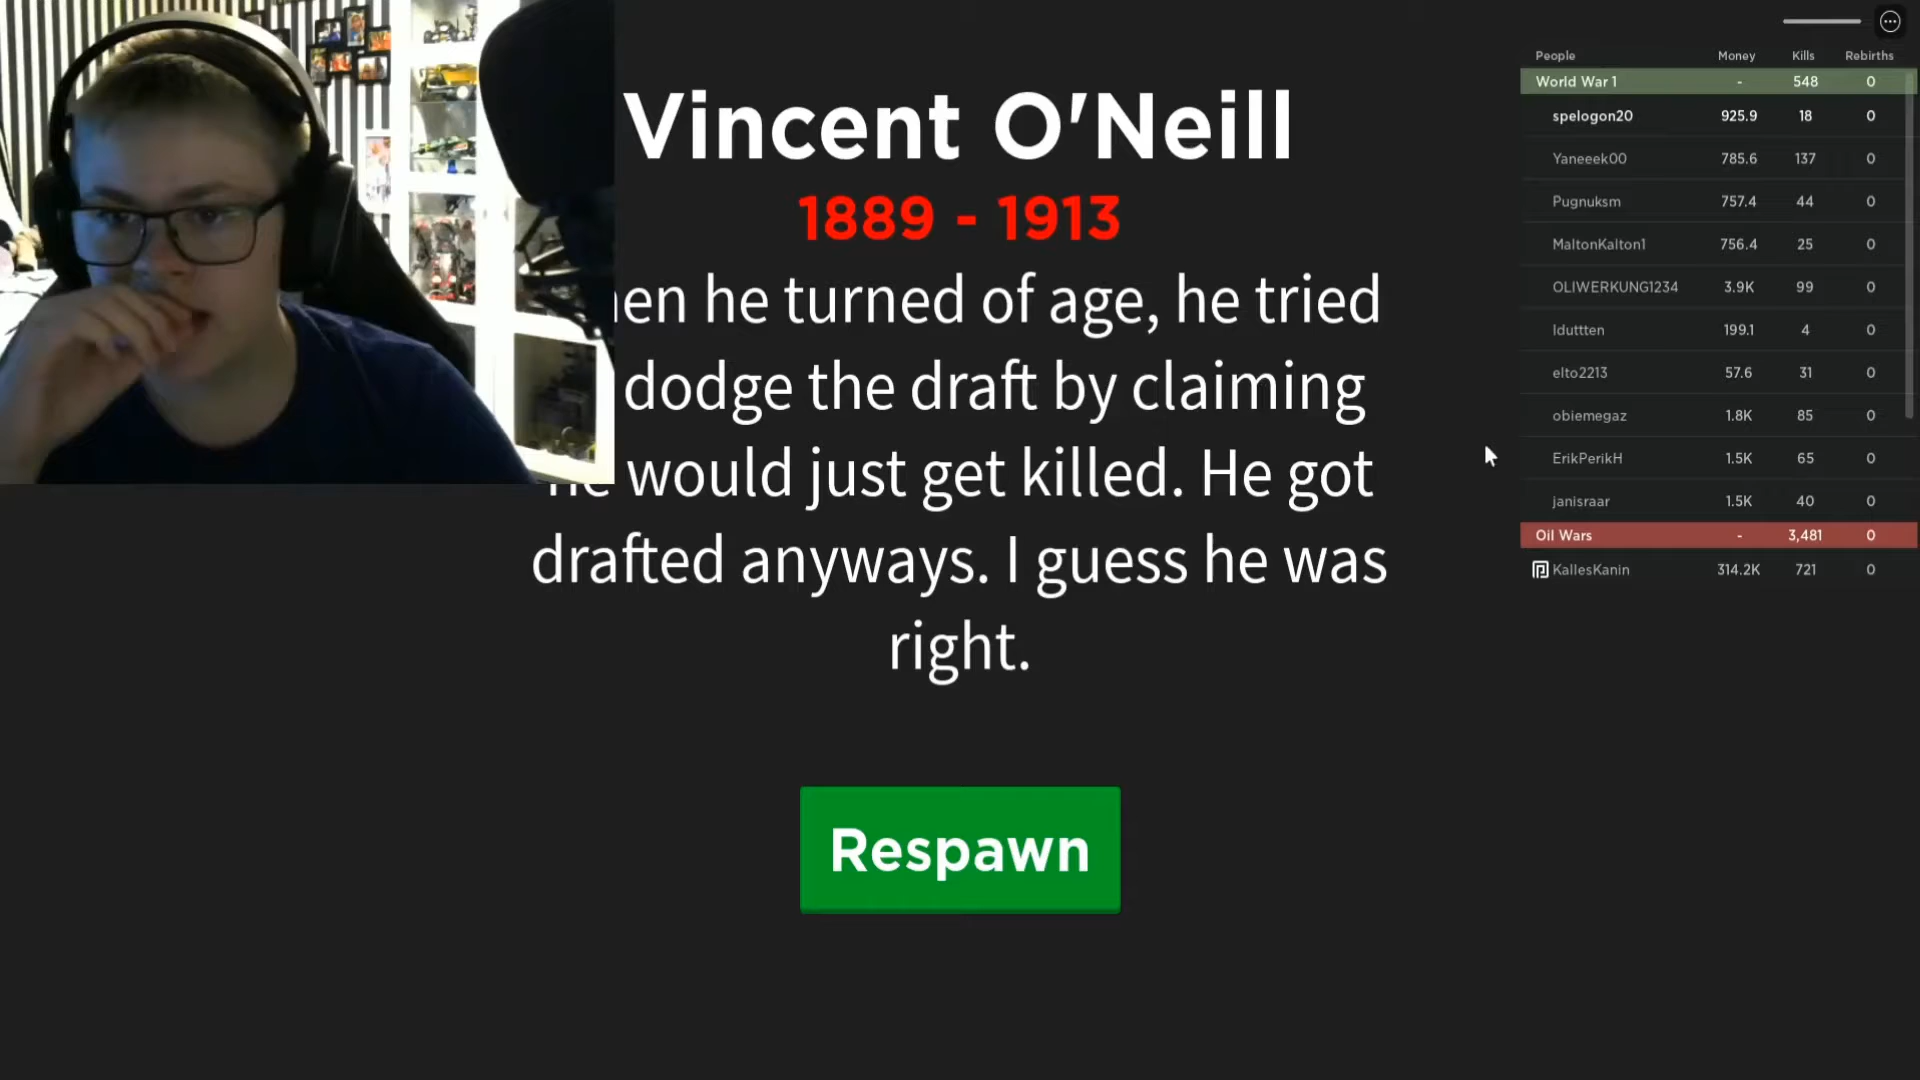 Vincent O'Neill
1889 - 1913
he turned of age, he tried
dodge the draft by claiming
he would just get killed. He got
drafted anyways. I guess he was
right.
Respawn
People Money Kills Rebirths
World War 1 - 548 0
spelogon20 925.9 18 0
Yaneeek00 785.6 137 0
Pugnuksm 757.4 44 0
MaltonKalton1 756.4 25 0
OLIWERKUNG1234 3.9K 99 0
Iduttten 199.1 4 0
elto2213 57.6 31 0
obiemegaz 1.8K 85 0
ErikPerikH 1.5K 65 0
janisraar 1.5K 40 0
Oil Wars - 3,481 0
KallesKanin 314.2K 721 0